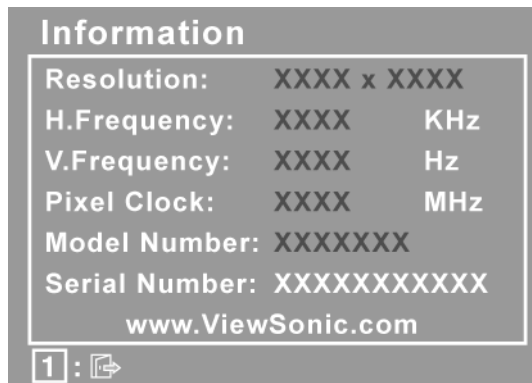 Information
Resolution: XXXX x XXXX
H.Frequency: XXXX KHz
V.Frequency: XXXX Hz
Pixel Clock: XXXX MHz
Model Number: XXXXXXX
Serial Number: XXXXXXXXXXX
www.ViewSonic.com
1 :